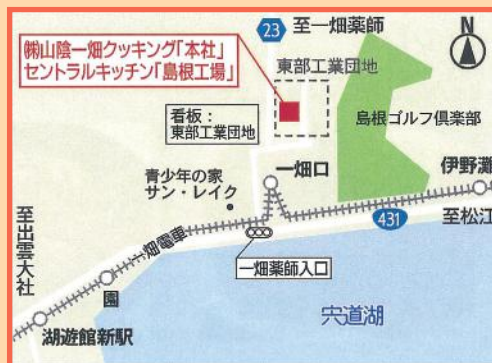 ㈱山陰一畑クッキング「本社」
セントラルキッチン「島根工場」
23
至一畑薬師
N
東部工業団地
看板：
東部工業団地
島根ゴルフ倶楽部
青少年の家
サン・レイク
一畑口
伊野灘
431
至松江
至出雲大社
一畑電車
一畑薬師入口
園
宍道湖
湖遊館新駅